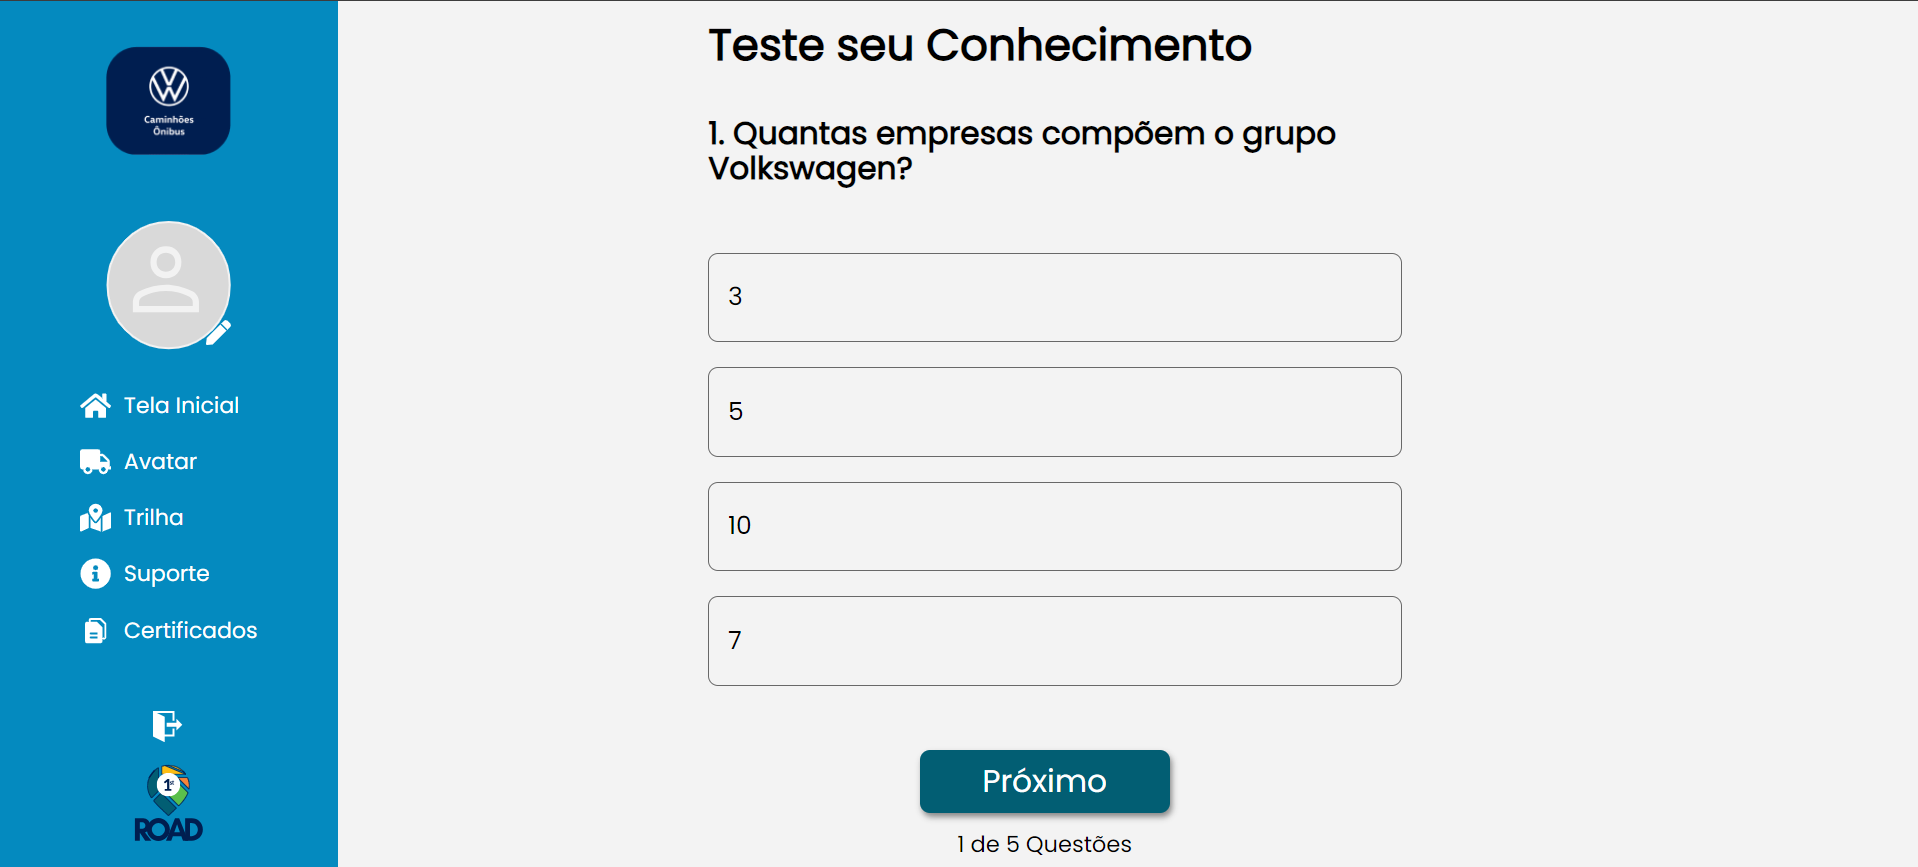 Caminhões
Ônibus
Tela Inicial
Avatar
Trilha
Suporte
Certificados
1st
ROAD
Teste seu Conhecimento
1. Quantas empresas compõem o grupo
Volkswagen?
3
5
10
7
Próximo
1 de 5 Questões